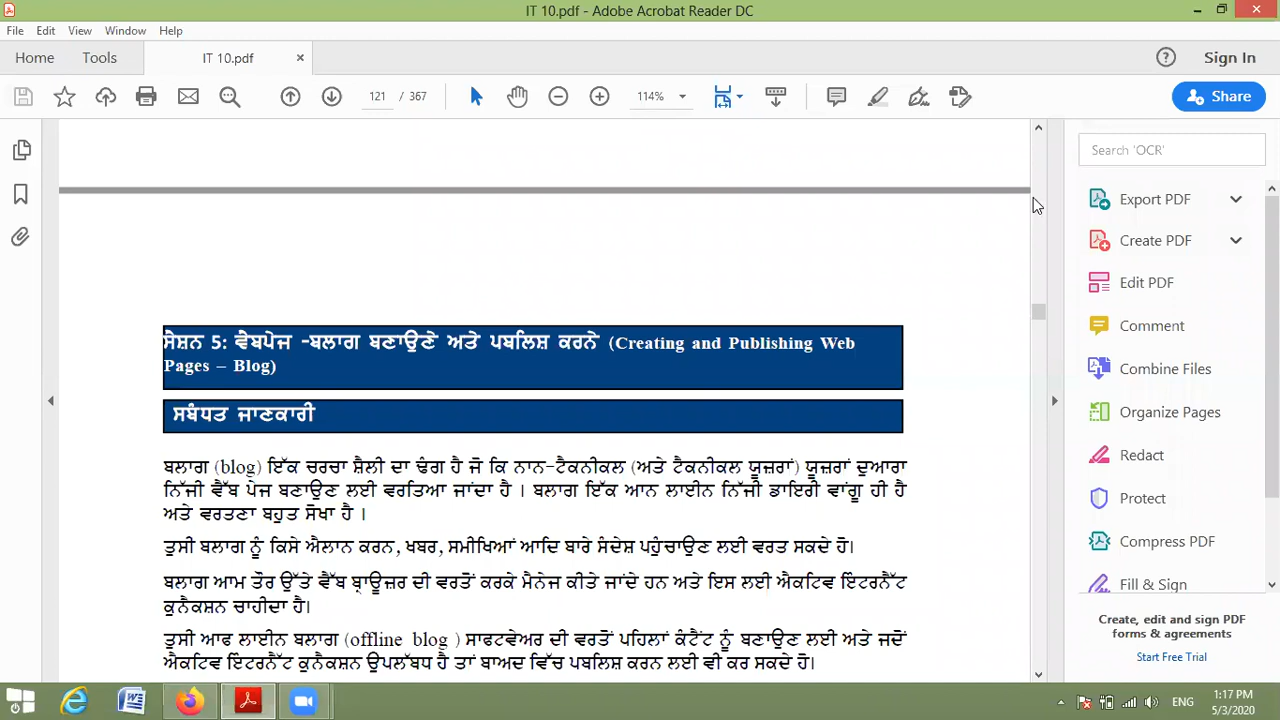 IT 10.pdf - Adobe Acrobat Reader DC
File Edit View Window Help
Home Tools IT 10.pdf × Sign In
121 / 367 114% Share
Search 'OCR'
Export PDF
Create PDF
Edit PDF
Comment
Combine Files
Organize Pages
Redact
Protect
Compress PDF
Fill & Sign
Create, edit and sign PDF
forms & agreements
Start Free Trial
ਸੈਸ਼ਨ 5: ਵੈਬਪੇਜ -ਬਲਾਗ ਬਣਾਉਣੇ ਅਤੇ ਪਬਲਿਸ਼ ਕਰਨੇ (Creating and Publishing Web
Pages – Blog)
ਸਬੰਧਤ ਜਾਣਕਾਰੀ
ਬਲਾਗ (blog) ਇੱਕ ਚਰਚਾ ਸ਼ੈਲੀ ਦਾ ਢੰਗ ਹੈ ਜੋ ਕਿ ਨਾਨ-ਟੈਕਨੀਕਲ (ਅਤੇ ਟੈਕਨੀਕਲ ਯੂਜ਼ਰਾਂ) ਯੂਜ਼ਰਾਂ ਦੁਆਰਾ
ਨਿੱਜੀ ਵੈੱਬ ਪੇਜ ਬਣਾਉਣ ਲਈ ਵਰਤਿਆ ਜਾਂਦਾ ਹੈ । ਬਲਾਗ ਇੱਕ ਆਨ ਲਾਈਨ ਨਿੱਜੀ ਡਾਇਰੀ ਵਾਂਗੂ ਹੀ ਹੈ
ਅਤੇ ਵਰਤਣਾ ਬਹੁਤ ਸੋਖਾ ਹੈ ।
ਤੁਸੀ ਬਲਾਗ ਨੂੰ ਕਿਸੇ ਐਲਾਨ ਕਰਨ, ਖਬਰ, ਸਮੀਖਿਆਂ ਆਦਿ ਬਾਰੇ ਸੰਦੇਸ਼ ਪਹੁੰਚਾਉਣ ਲਈ ਵਰਤ ਸਕਦੇ ਹੋ।
ਬਲਾਗ ਆਮ ਤੌਰ ਉੱਤੇ ਵੈੱਬ ਬ੍ਰਾਊਜ਼ਰ ਦੀ ਵਰਤੋਂ ਕਰਕੇ ਮੈਨੇਜ ਕੀਤੇ ਜਾਂਦੇ ਹਨ ਅਤੇ ਇਸ ਲਈ ਐਕਟਿਵ ਇੰਟਰਨੈੱਟ
ਕੁਨੈਕਸ਼ਨ ਚਾਹੀਦਾ ਹੈ।
ਤੁਸੀ ਆਫ ਲਾਈਨ ਬਲਾਗ (offline blog ) ਸਾਫਟਵੇਅਰ ਦੀ ਵਰਤੋਂ ਪਹਿਲਾਂ ਕੰਟੈਂਟ ਨੂੰ ਬਣਾਉਣ ਲਈ ਅਤੇ ਜਦੋਂ
ਐਕਟਿਵ ਇੰਟਰਨੈੱਟ ਕੁਨੈਕਸ਼ਨ ਉਪਲੱਬਧ ਹੈ ਤਾਂ ਬਾਅਦ ਵਿੱਚ ਪਬਲਿਸ਼ ਕਰਨ ਲਈ ਵੀ ਕਰ ਸਕਦੇ ਹੋ।
ENG
1:17 PM
5/3/2020